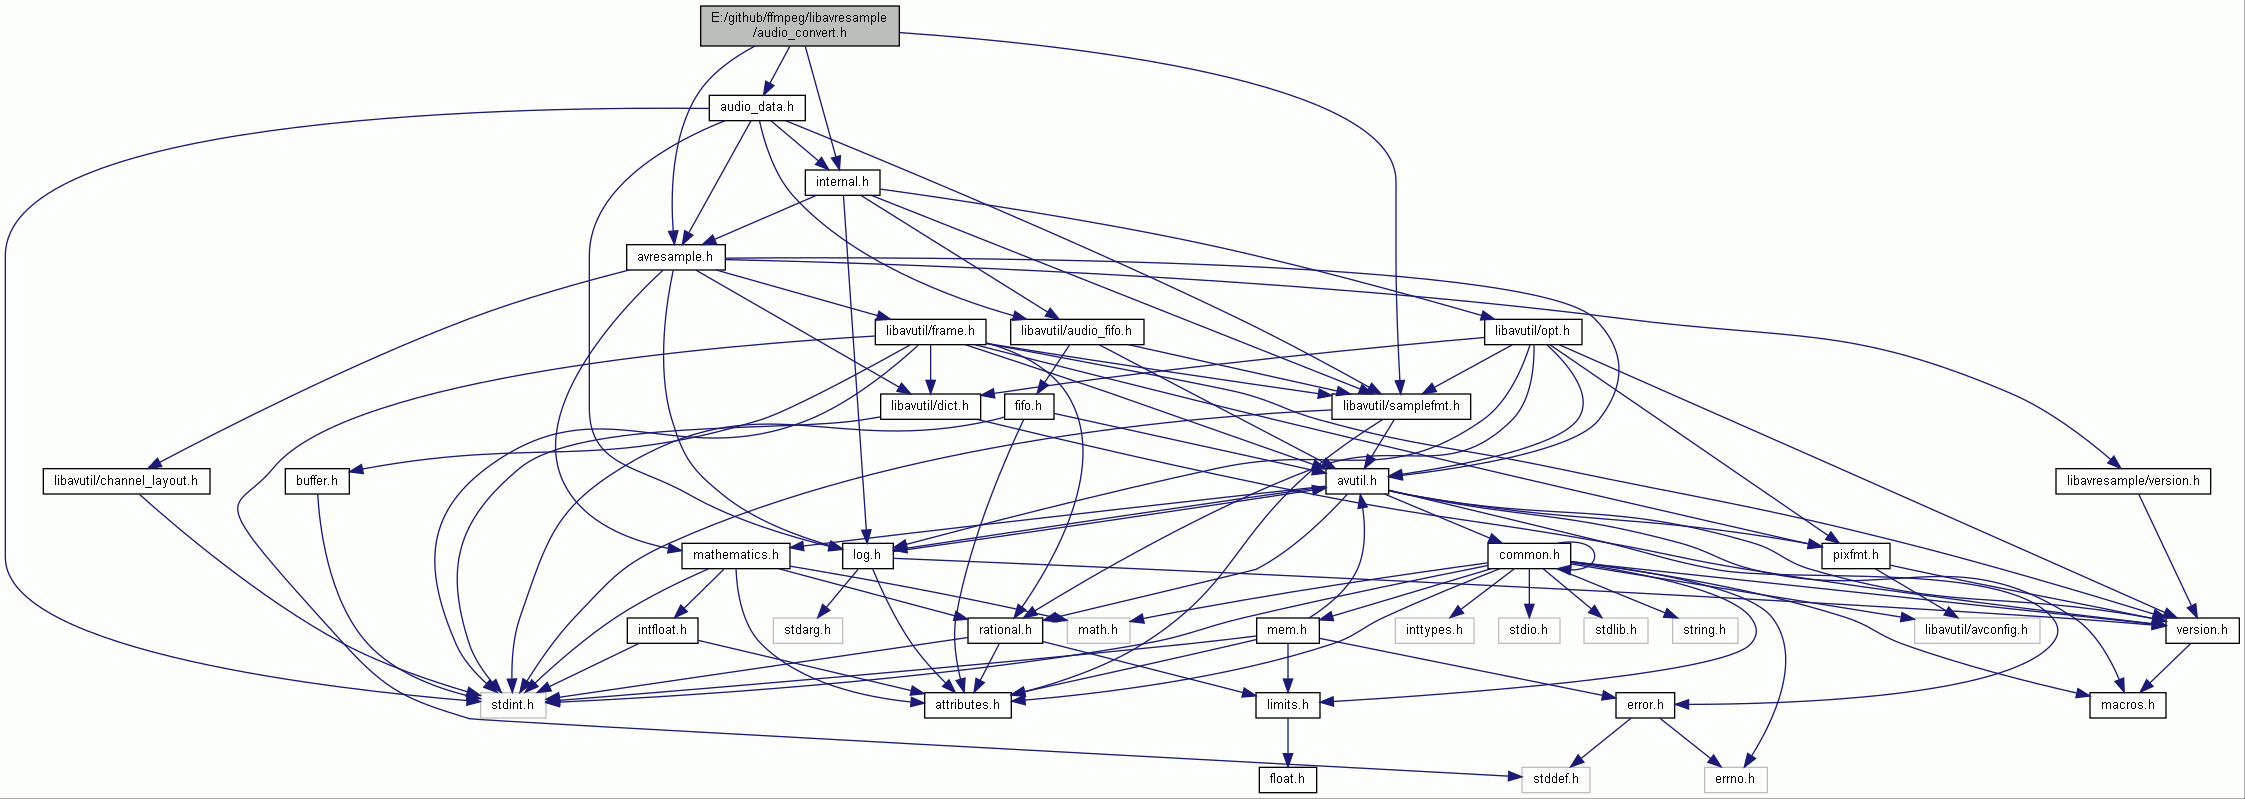 E:/github/ffmpeg/libavresample
/audio_convert.h
audio_data.h
internal.h
avresample.h
libavutil/frame.h
libavutil/audio_fifo.h
libavutil/opt.h
libavutil/dict.h
fifo.h
libavutil/samplefmt.h
libavutil/channel_layout.h
buffer.h
avutil.h
libavresample/version.h
mathematics.h
log.h
common.h
pixfmt.h
intfloat.h
stdarg.h
rational.h
math.h
mem.h
inttypes.h
stdio.h
stdlib.h
string.h
libavutil/avconfig.h
version.h
stdint.h
attributes.h
limits.h
error.h
macros.h
float.h
stddef.h
errno.h